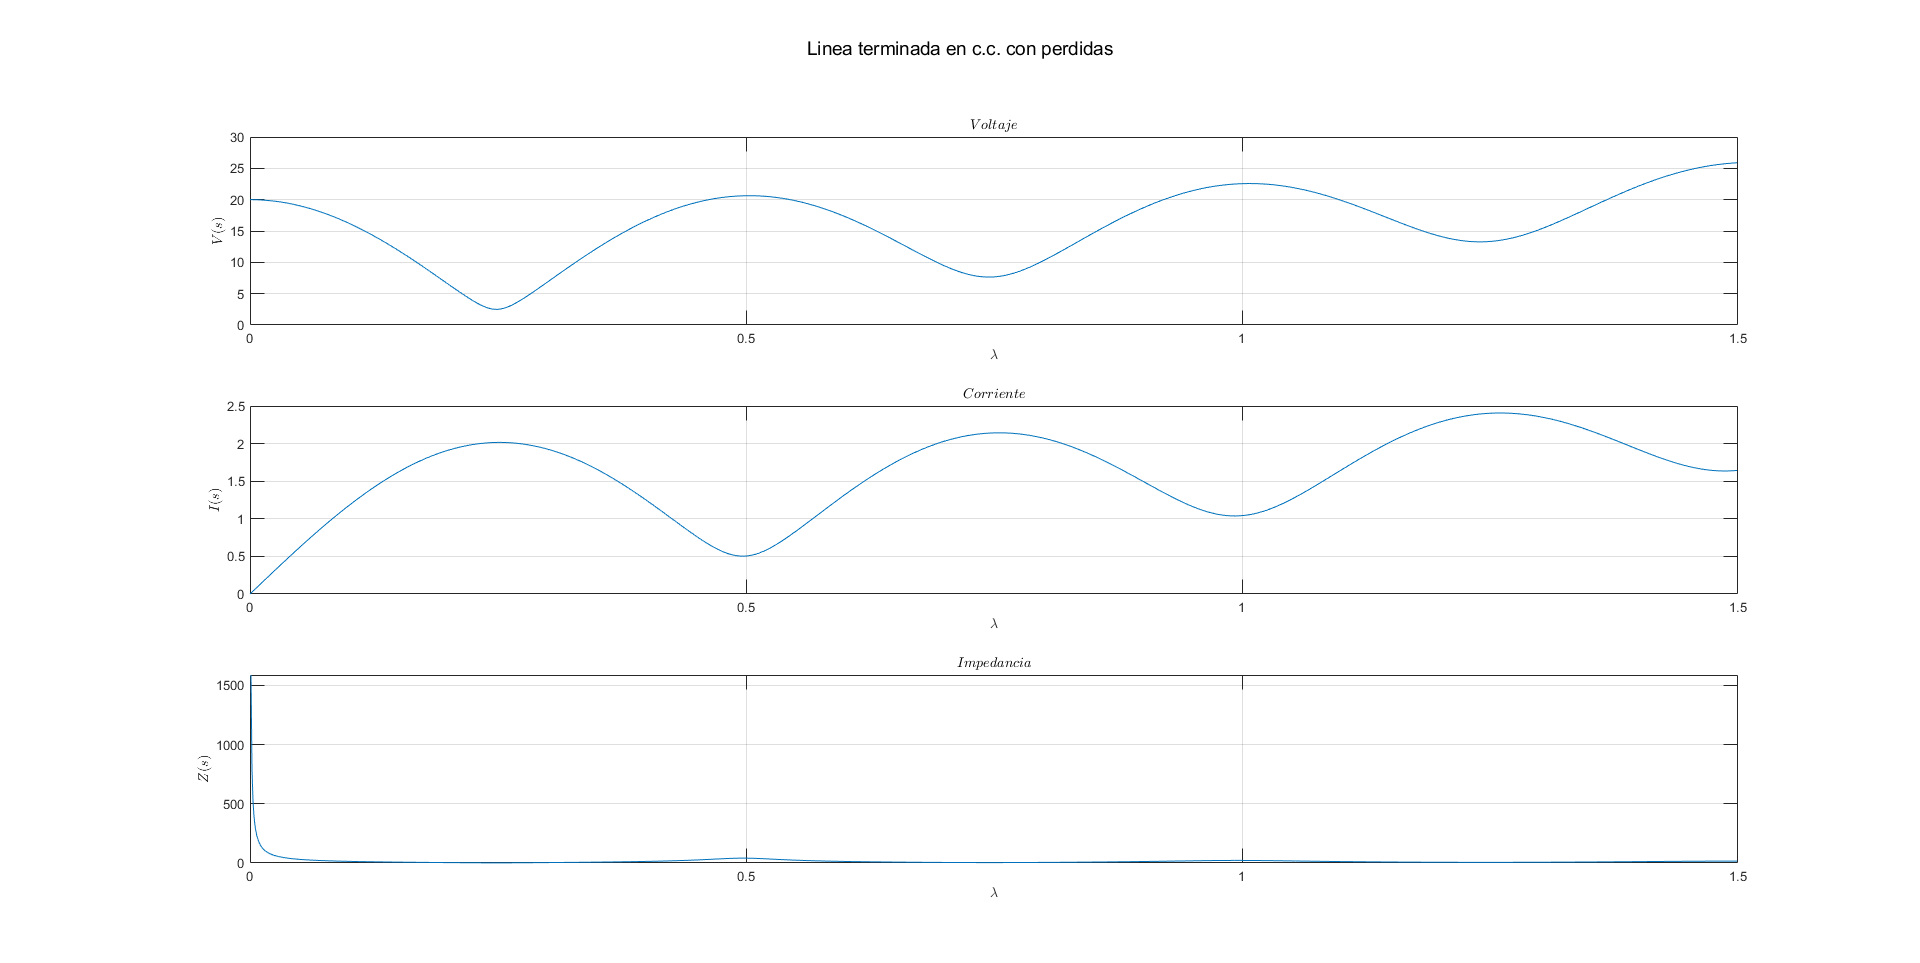 Linea terminada en c.c. con perdidas
Voltaje
30
25
20
15
10
5
0
V(s)
0 0.5 1 1.5
λ
Corriente
2.5
2
1.5
1
0.5
0
I(s)
0 0.5 1 1.5
λ
Impedancia
1500
1000
500
0
Z(s)
0 0.5 1 1.5
λ